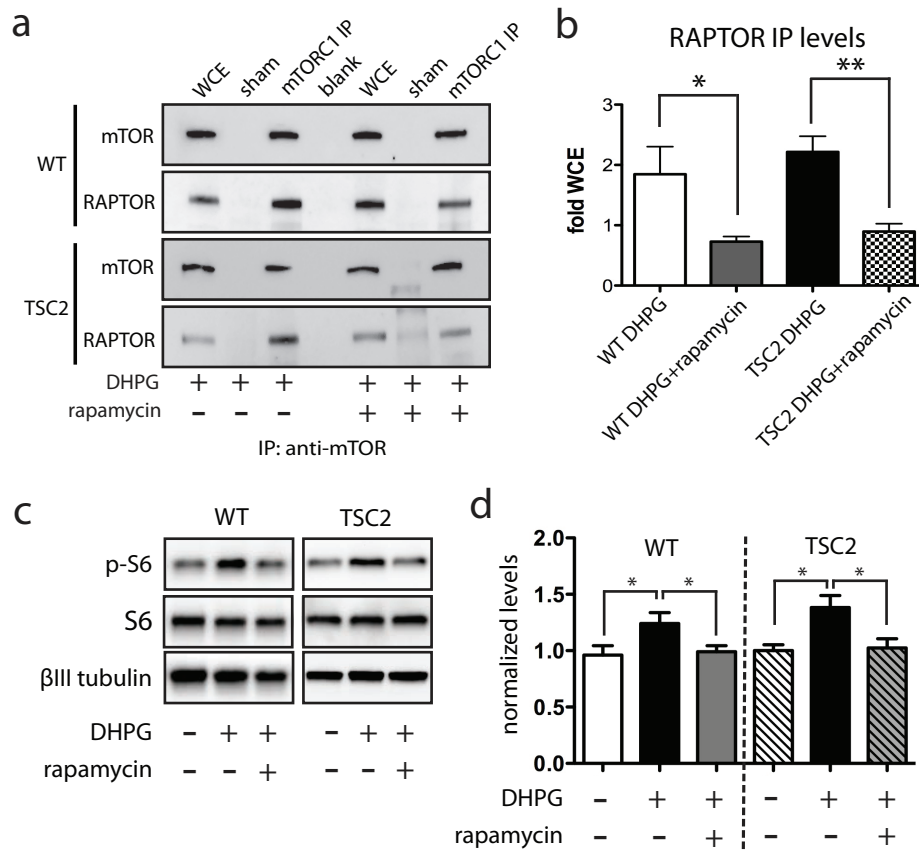 a
WCE sham mTORC1 IP blank WCE sham mTORC1 IP
WT
mTOR
RAPTOR
TSC2
mTOR
RAPTOR
DHPG + + + + + +
rapamycin − − − + + +
IP: anti-mTOR
b
RAPTOR IP levels
* **
fold WCE
3
2
1
0
WT DHPG
WT DHPG+rapamycin
TSC2 DHPG
TSC2 DHPG+rapamycin
c
WT TSC2
p-S6
S6
βIII tubulin
DHPG − + + − + +
rapamycin − − + − − +
d
WT TSC2
* * * *
normalized levels
2.0
1.5
1.0
0.5
0.0
DHPG − + + − + +
rapamycin − − + − − +